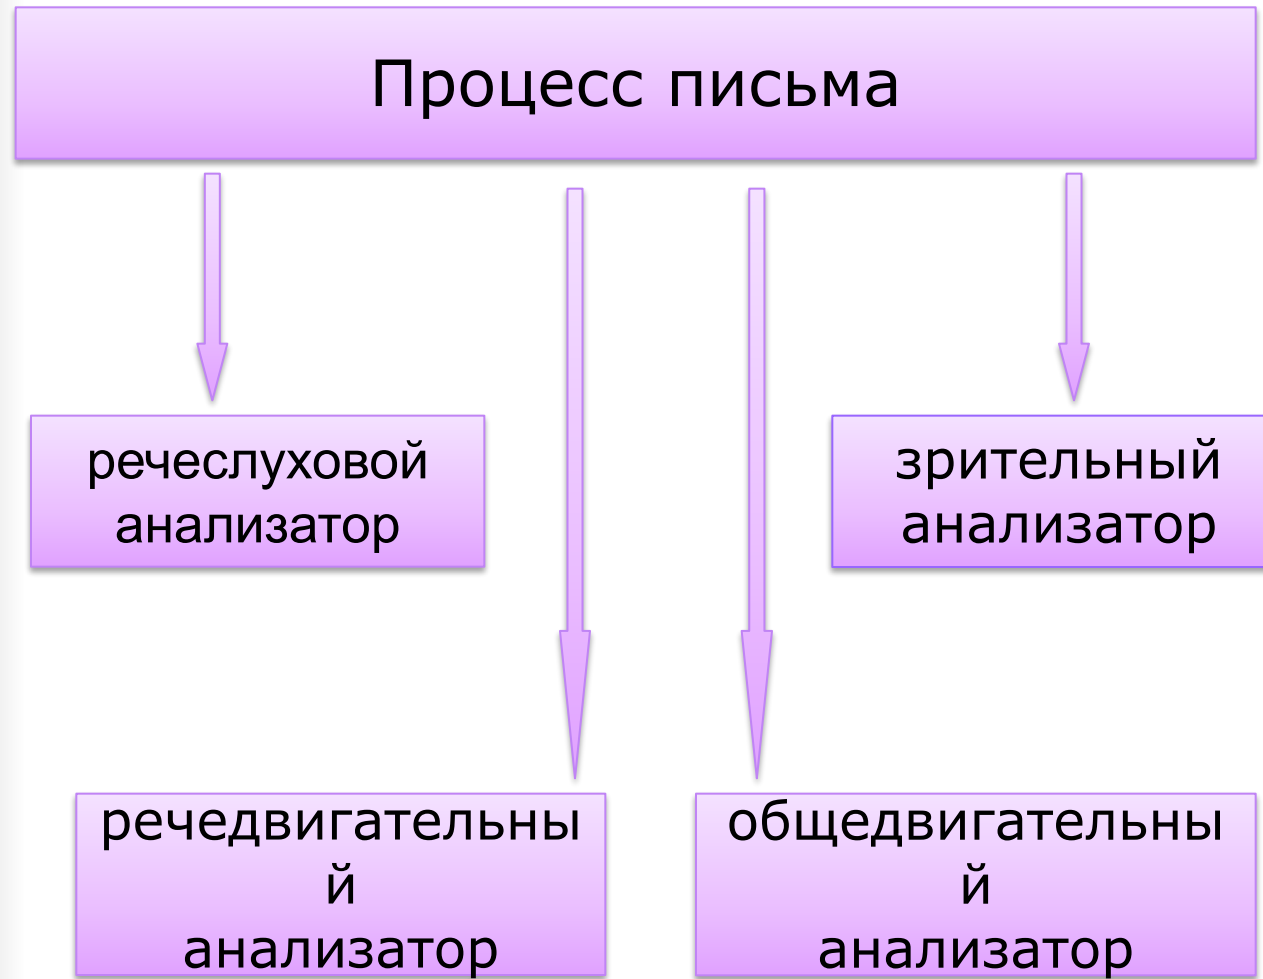 Процесс письма
речеслуховой
анализатор
зрительный
анализатор
речедвигательны
й
анализатор
общедвигательны
й
анализатор